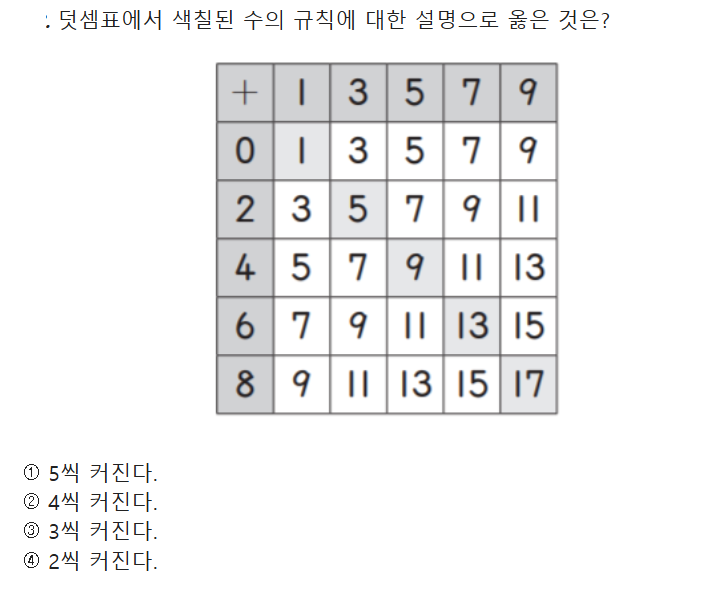 . 덧셈표에서 색칠된 수의 규칙에 대한 설명으로 옳은 것은?
+ 1 3 5 7 9
0 1 3 5 7 9
2 3 5 7 9 11
4 5 7 9 11 13
6 7 9 11 13 15
8 9 11 13 15 17
① 5씩 커진다.
② 4씩 커진다.
③ 3씩 커진다.
④ 2씩 커진다.